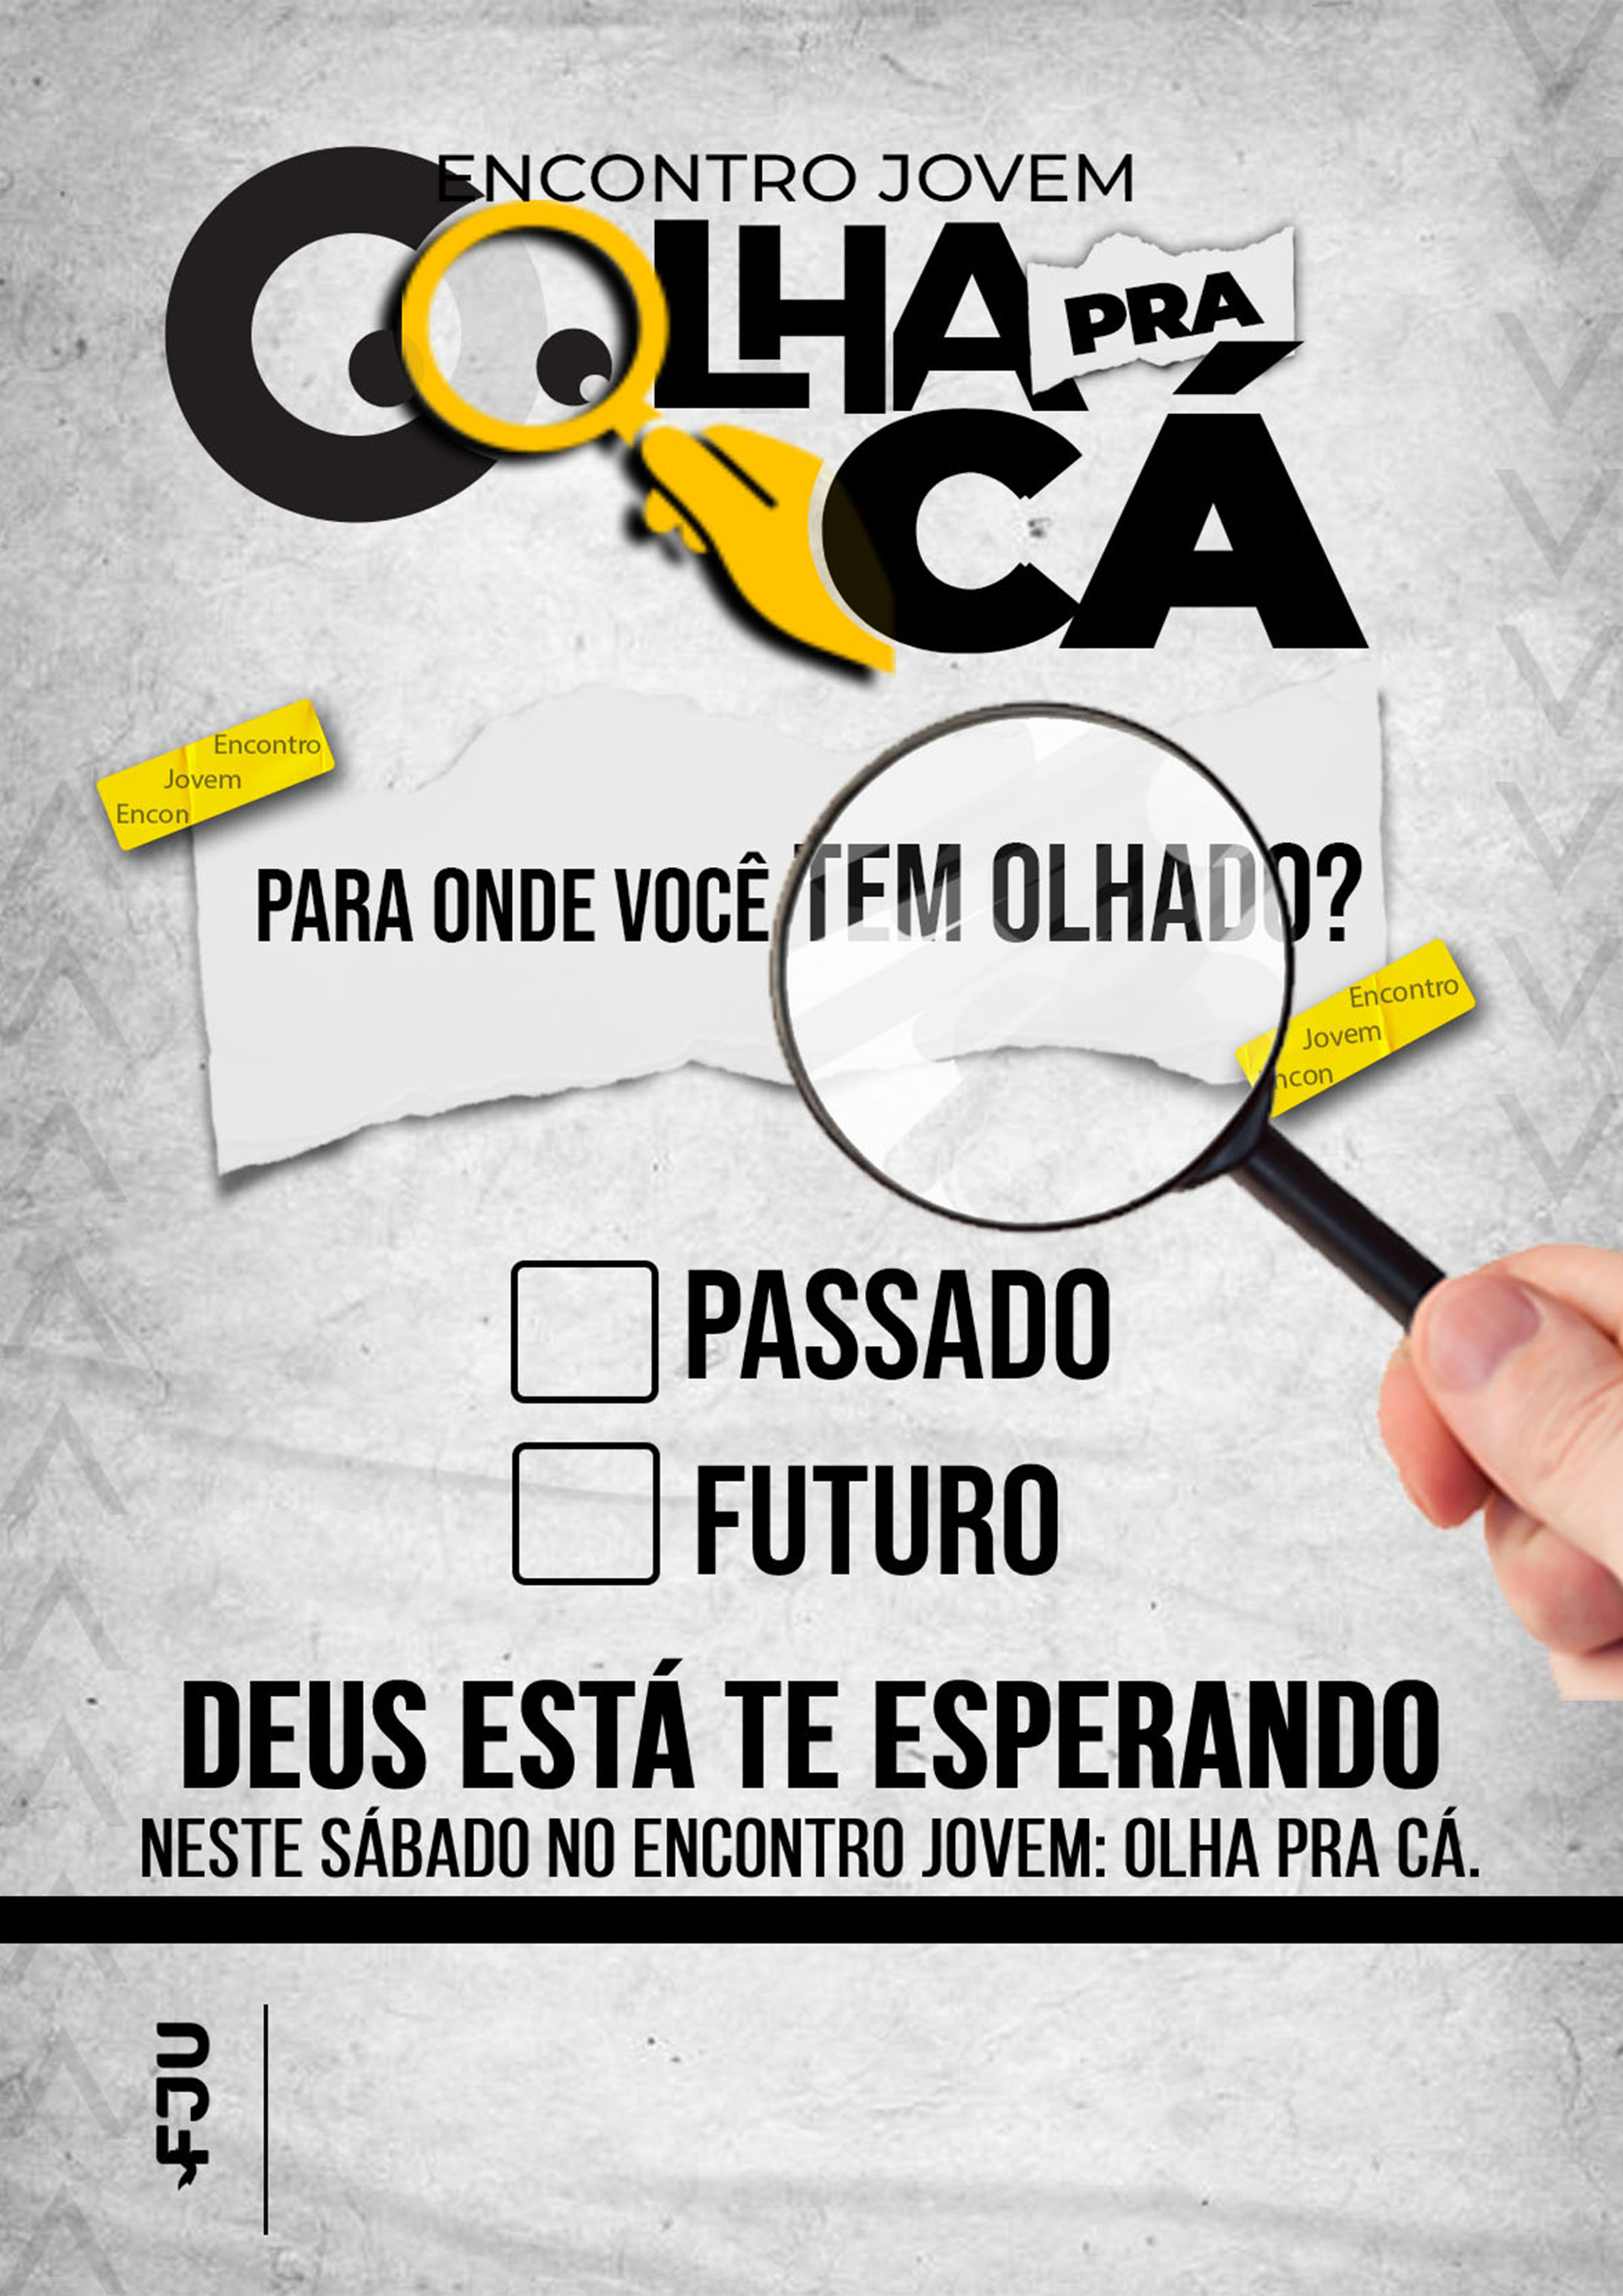 ENCONTRO JOVEM
OLHA PRA
CÁ
Encontro
Jovem
Encon
PARA ONDE VOCÊ TEM OLHADO?
Encontro
Jovem
ncon
PASSADO
FUTURO
DEUS ESTÁ TE ESPERANDO
NESTE SÁBADO NO ENCONTRO JOVEM: OLHA PRA CÁ.
FJU